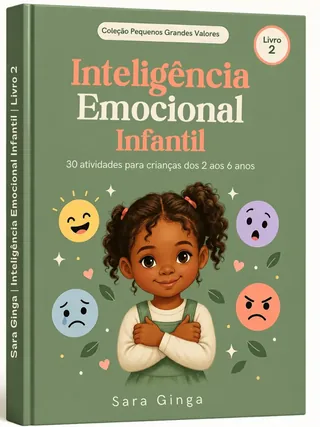 Coleção Pequenos Grandes Valores
Livro
2
Inteligência
Emocional
Infantil
30 atividades para crianças dos 2 aos 6 anos
Sara Ginga
Sara Ginga | Inteligência Emocional Infantil | Livro 2